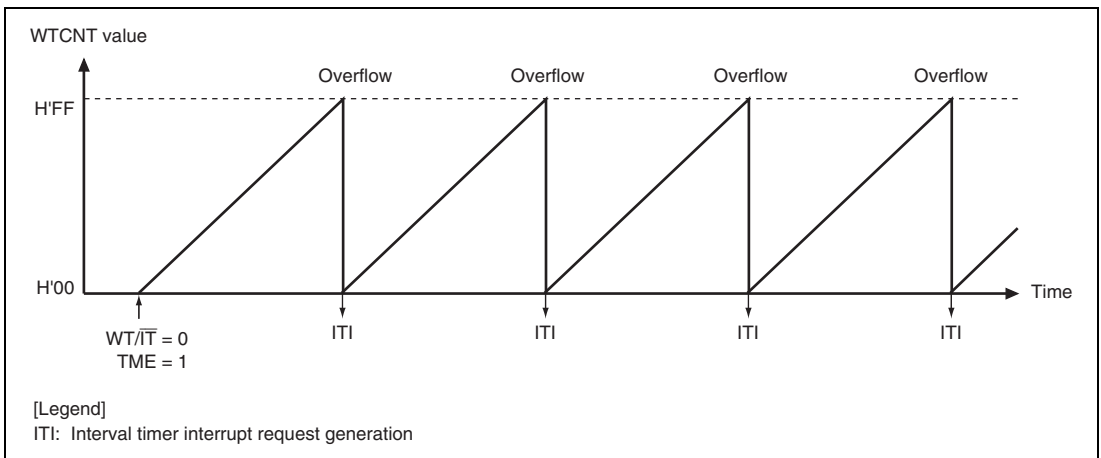 WTCNT value
Overflow Overflow Overflow Overflow
H'FF
H'00
Time
WT/I̅T̅ = 0
TME = 1
ITI ITI ITI ITI
[Legend]
ITI: Interval timer interrupt request generation